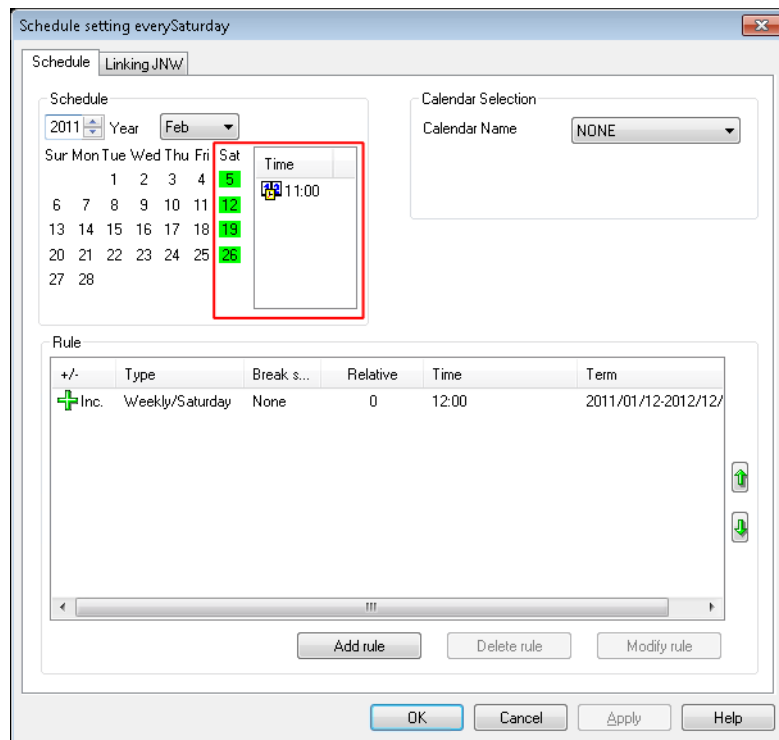 Schedule setting everySaturday
Schedule Linking JNW
Schedule
2011 Year Feb
Sur Mon Tue Wed Thu Fri Sat
1 2 3 4 5
6 7 8 9 10 11 12
13 14 15 16 17 18 19
20 21 22 23 24 25 26
27 28
Time
11:00
Calendar Selection
Calendar Name NONE
Rule
+/- Type Break s... Relative Time Term
Inc. Weekly/Saturday None 0 12:00 2011/01/12-2012/12/
Add rule Delete rule Modify rule
OK Cancel Apply Help